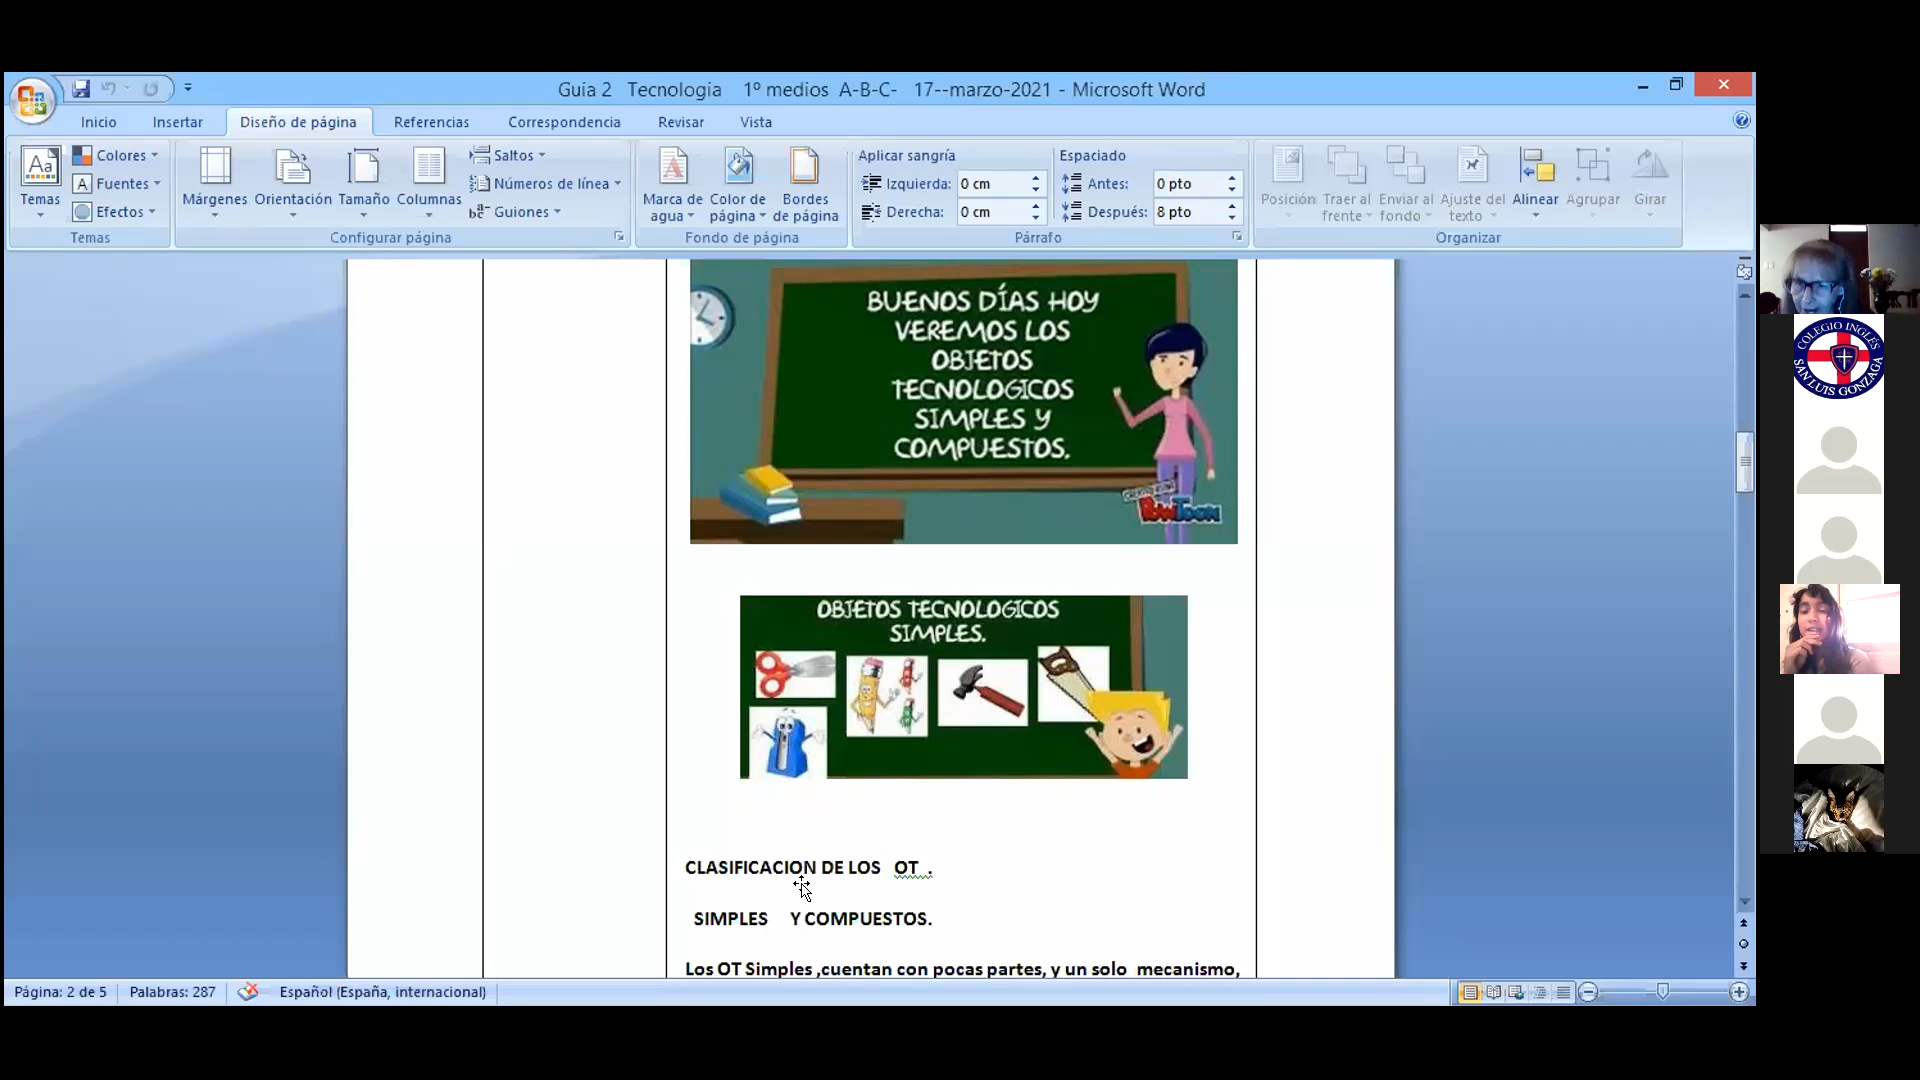 Guia 2 Tecnologia 1º medios A-B-C- 17--marzo-2021 - Microsoft Word
Inicio Insertar Diseño de página Referencias Correspondencia Revisar Vista
Aa Temas
Colores
Fuentes
Efectos
Temas
Márgenes Orientación Tamaño Columnas
Saltos
Números de línea
Guiones
Configurar página
Marca de agua
Color de página
Bordes de página
Fondo de página
Aplicar sangría
Izquierda: 0 cm
Derecha: 0 cm
Espaciado
Antes: 0 pto
Después: 8 pto
Párrafo
Posición
Traer al frente
Enviar al fondo
Ajuste del texto
Alinear
Agrupar
Girar
Organizar
BUENOS DÍAS HOY
VEREMOS LOS
OBJETOS
TECNOLOGICOS
SIMPLES Y
COMPUESTOS.
PowToon
OBJETOS TECNOLOGICOS
SIMPLES.
CLASIFICACION DE LOS OT .
SIMPLES Y COMPUESTOS.
Los OT Simples ,cuentan con pocas partes, y un solo mecanismo,
Página: 2 de 5 Palabras: 287 Español (España, internacional)
COLEGIO INGLÉS
SAN LUIS GONZAGA